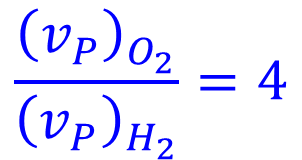 (v_P)_{O_2} / (v_P)_{H_2} = 4